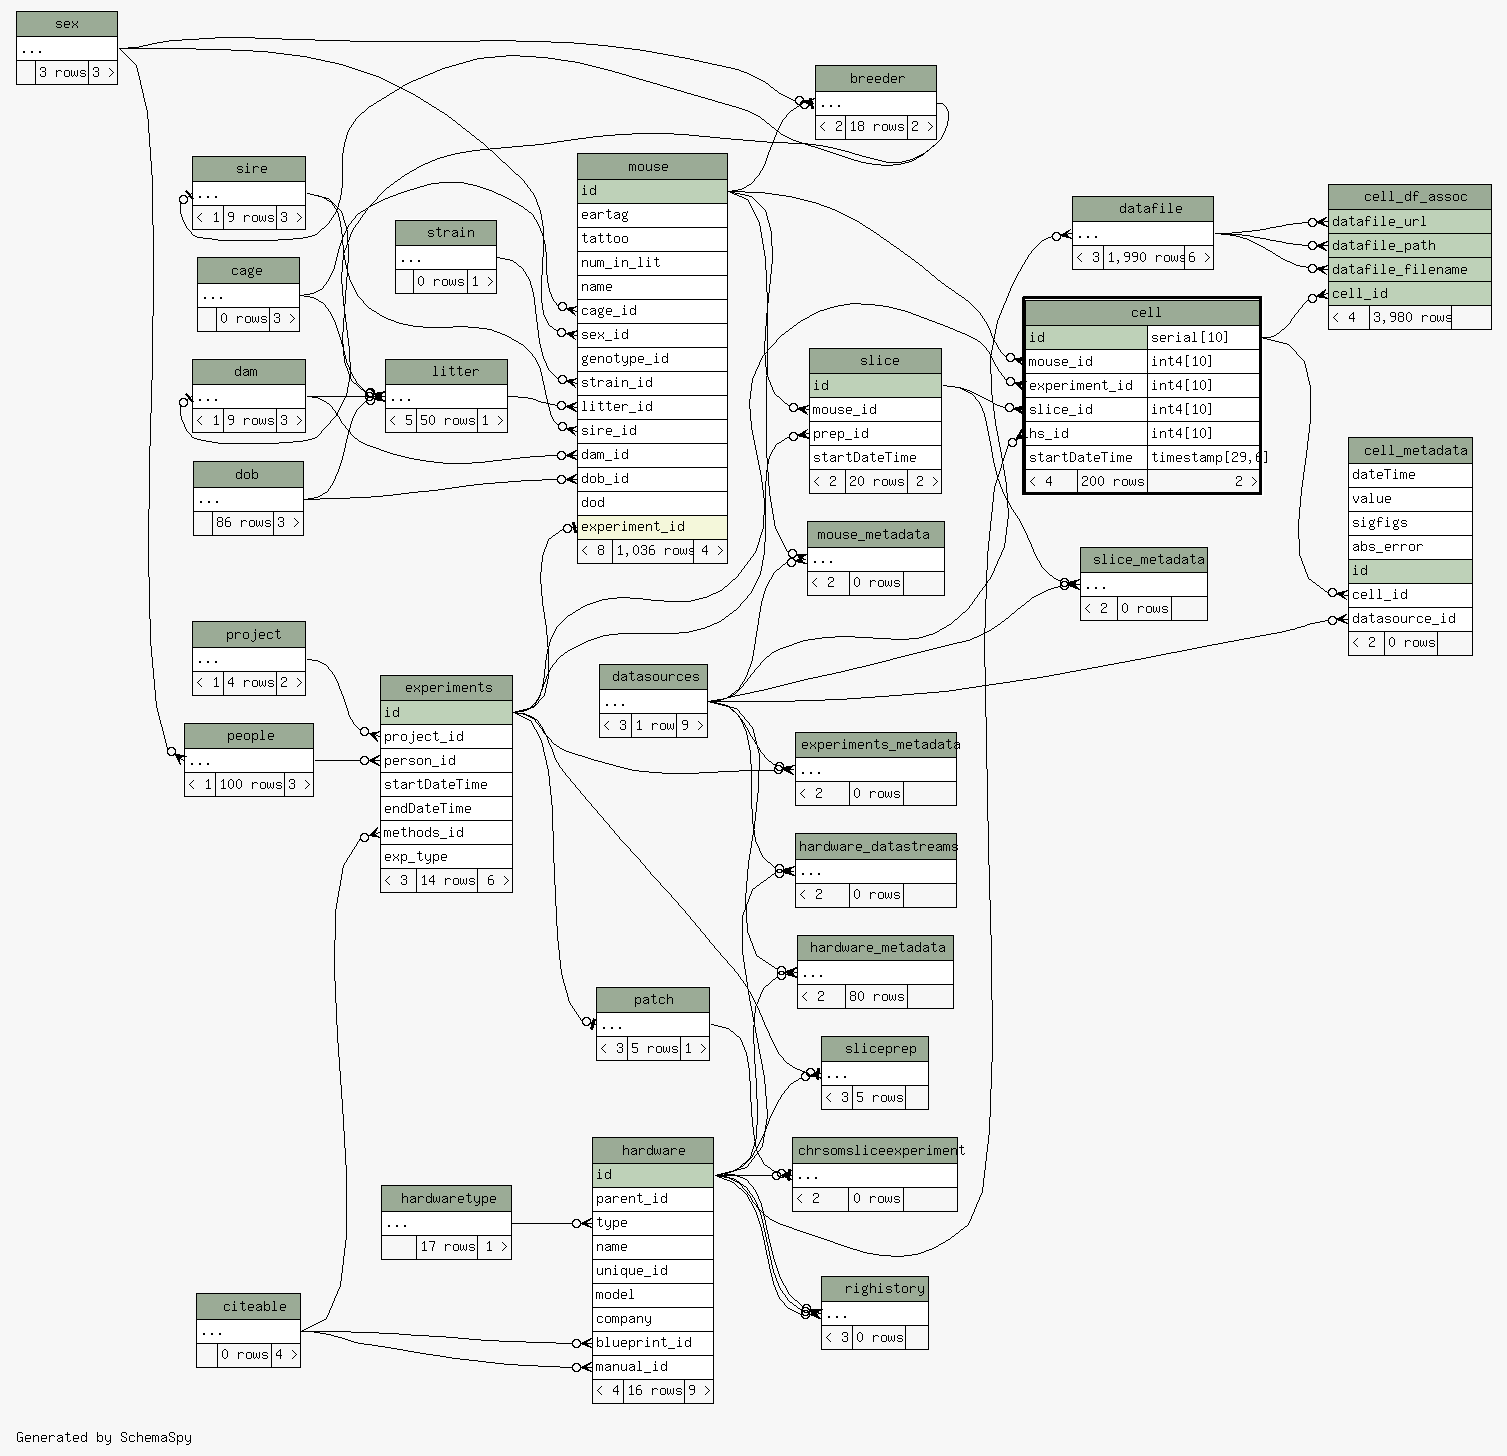 sex
...
3 rows 3 >
breeder
...
< 2 18 rows 2 >
sire
...
< 1 9 rows 3 >
mouse
id
eartag
tattoo
num_in_lit
name
cage_id
sex_id
genotype_id
strain_id
litter_id
sire_id
dam_id
dob_id
dod
experiment_id
< 8 1,036 rows 4 >
strain
...
0 rows 1 >
cage
...
0 rows 3 >
dam
...
< 1 9 rows 3 >
litter
...
< 5 50 rows 1 >
dob
...
86 rows 3 >
datafile
...
< 3 1,990 rows 6 >
cell_df_assoc
datafile_url
datafile_path
datafile_filename
cell_id
< 4 3,980 rows
cell
id serial[10]
mouse_id int4[10]
experiment_id int4[10]
slice_id int4[10]
hs_id int4[10]
startDateTime timestamp[29,6]
< 4 200 rows 2 >
slice
id
mouse_id
prep_id
startDateTime
< 2 20 rows 2 >
cell_metadata
dateTime
value
sigfigs
abs_error
id
cell_id
datasource_id
< 2 0 rows
mouse_metadata
...
< 2 0 rows
slice_metadata
...
< 2 0 rows
project
...
< 1 4 rows 2 >
people
...
< 1 100 rows 3 >
experiments
id
project_id
person_id
startDateTime
endDateTime
methods_id
exp_type
< 3 14 rows 6 >
datasources
...
< 3 1 row 9 >
experiments_metadata
...
< 2 0 rows
hardware_datastreams
...
< 2 0 rows
hardware_metadata
...
< 2 80 rows
patch
...
< 3 5 rows 1 >
sliceprep
...
< 3 5 rows
chrsomsliceexperiment
...
< 2 0 rows
hardware
id
parent_id
type
name
unique_id
model
company
blueprint_id
manual_id
< 4 16 rows 9 >
hardwaretype
...
17 rows 1 >
righistory
...
< 3 0 rows
citeable
...
0 rows 4 >
Generated by SchemaSpy